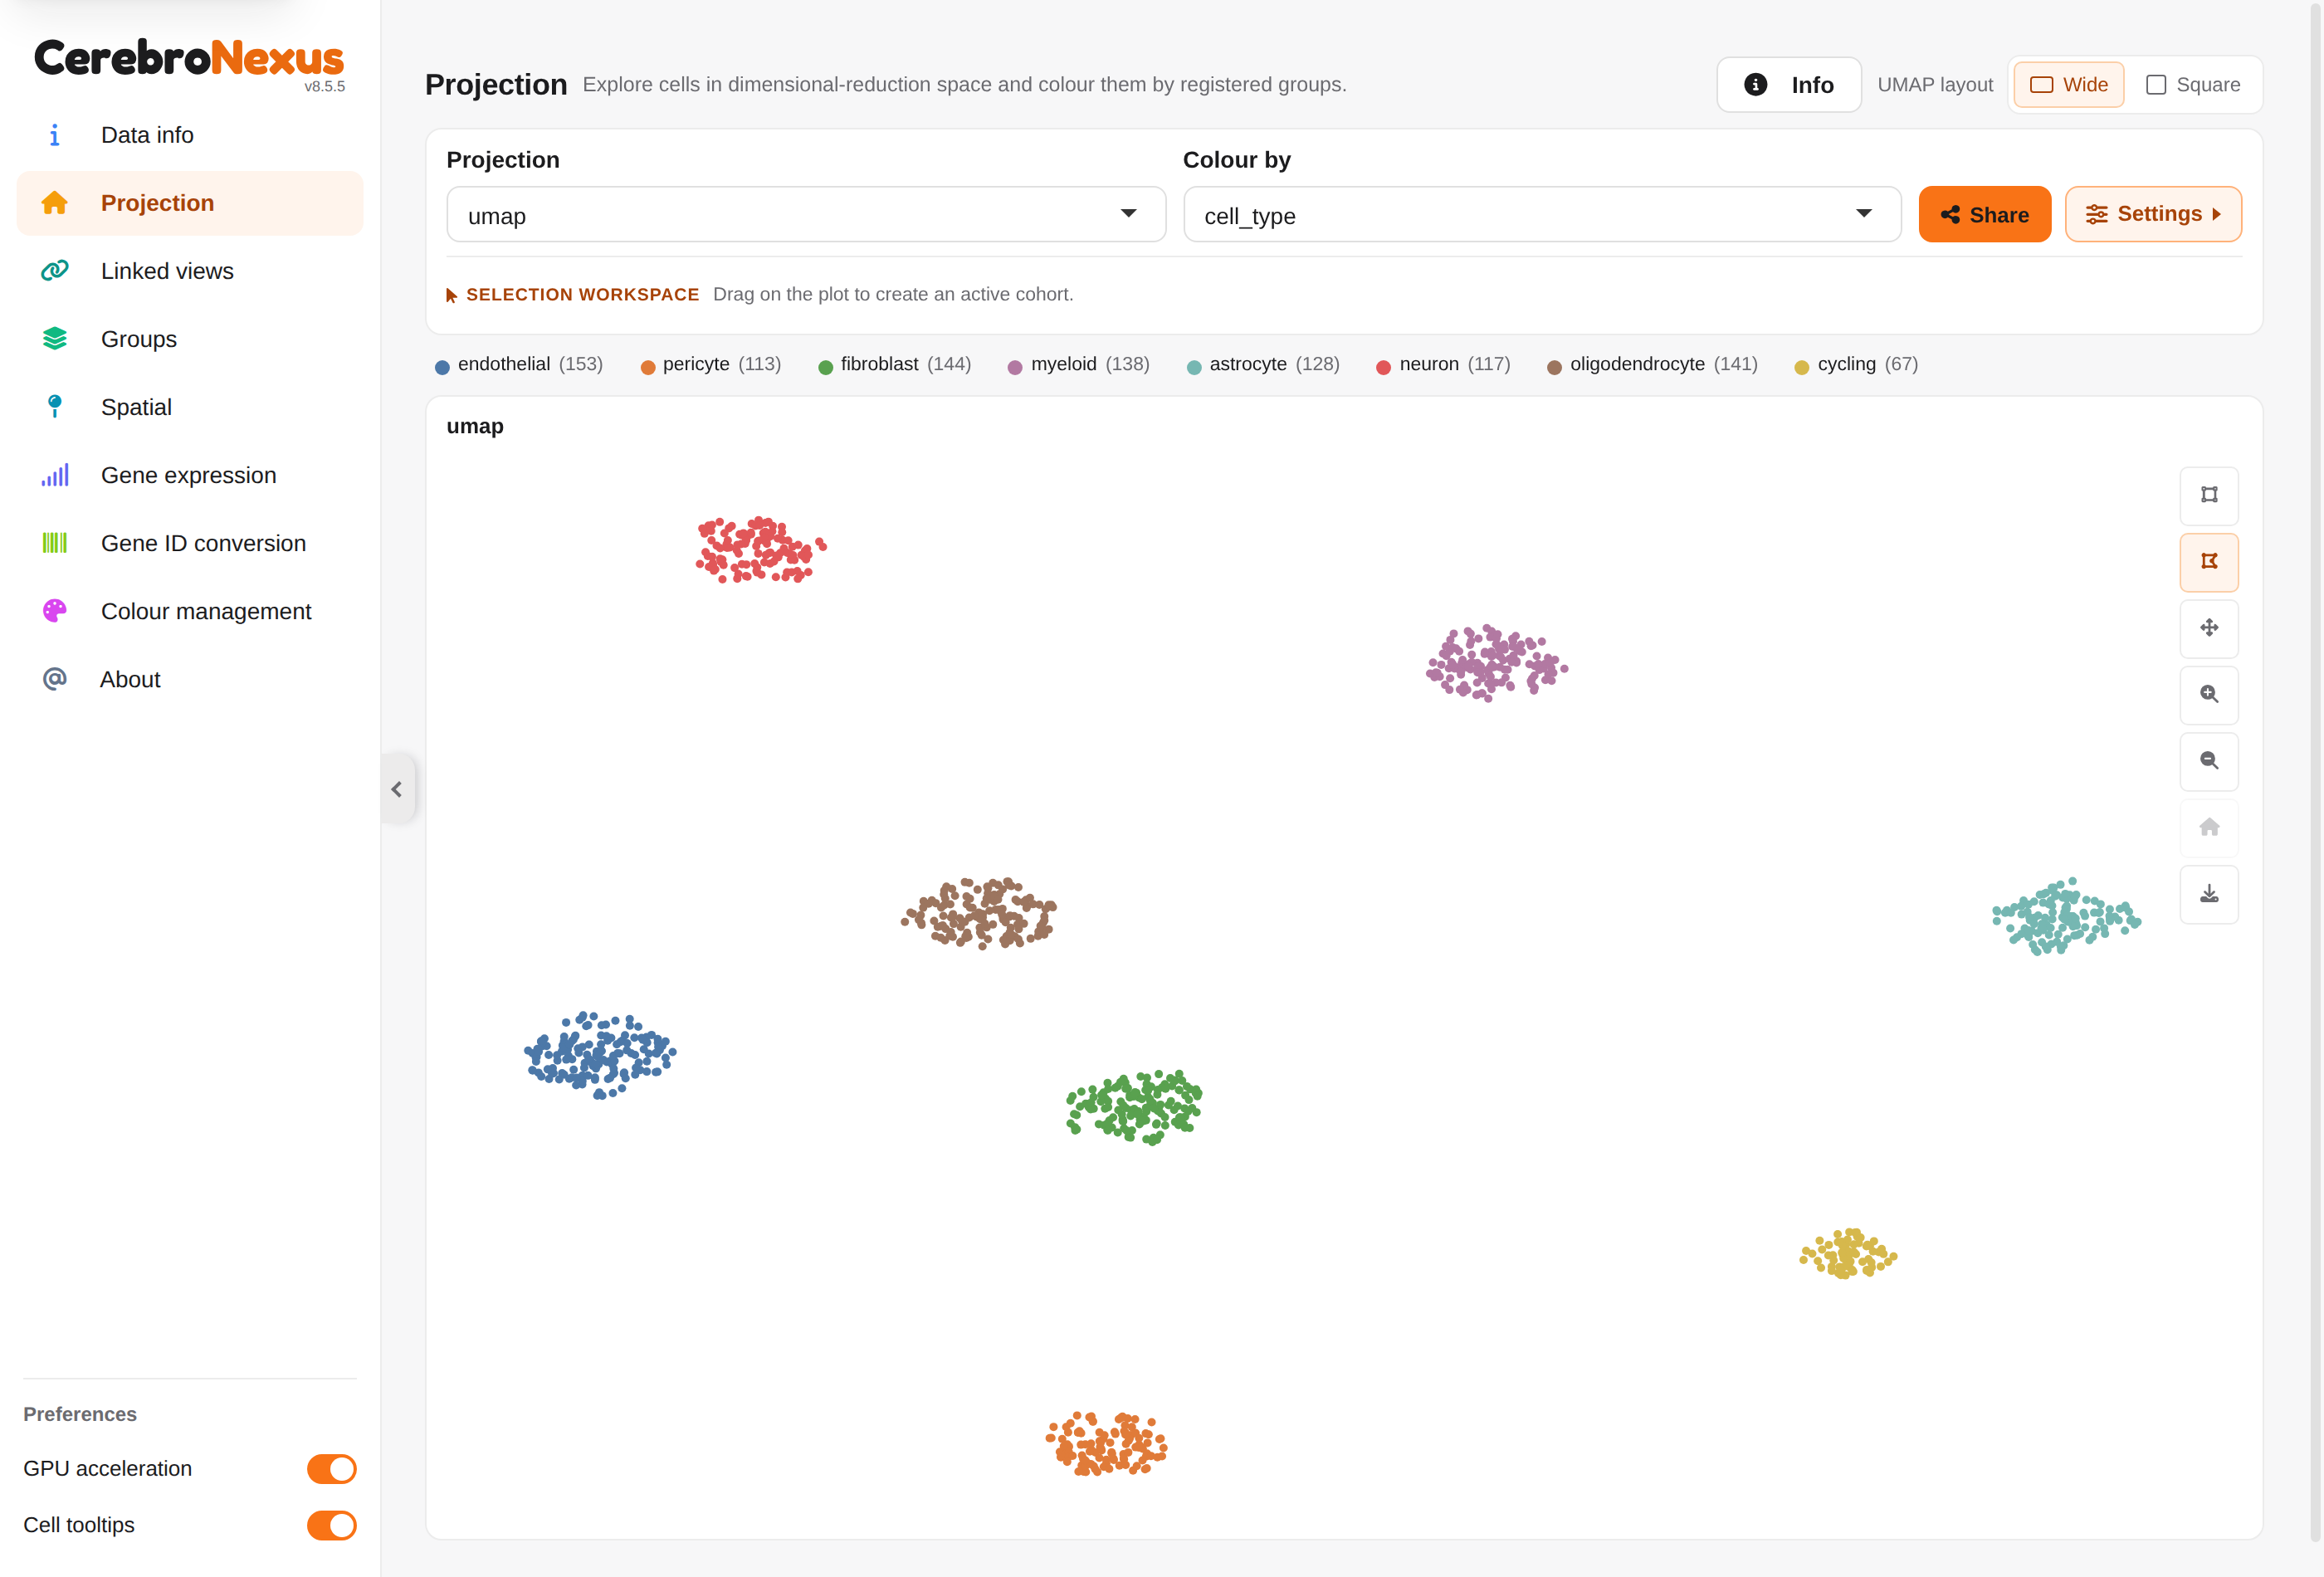 CerebroNexus
v8.5.5
Data info
Projection
Linked views
Groups
Spatial
Gene expression
Gene ID conversion
Colour management
About
Preferences
GPU acceleration
Cell tooltips
Projection Explore cells in dimensional-reduction space and colour them by registered groups. Info UMAP layout Wide Square
Projection Colour by
umap cell_type Share Settings
SELECTION WORKSPACE Drag on the plot to create an active cohort.
endothelial (153) pericyte (113) fibroblast (144) myeloid (138) astrocyte (128) neuron (117) oligodendrocyte (141) cycling (67)
umap